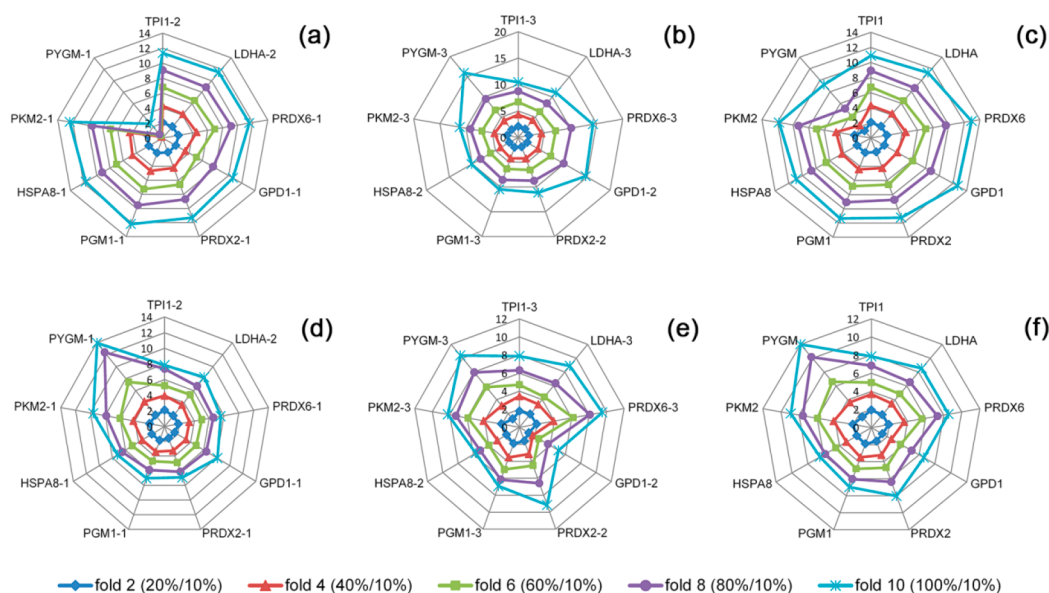 (a)
TPI1-2
LDHA-2
PRDX6-1
GPD1-1
PRDX2-1
PGM1-1
HSPA8-1
PKM2-1
PYGM-1
14
12
10
8
6
4
2
0
(b)
TPI1-3
LDHA-3
PRDX6-3
GPD1-2
PRDX2-2
PGM1-3
HSPA8-2
PKM2-3
PYGM-3
20
15
10
5
0
(c)
TPI1
LDHA
PRDX6
GPD1
PRDX2
PGM1
HSPA8
PKM2
PYGM
14
12
10
8
6
4
2
0
(d)
TPI1-2
LDHA-2
PRDX6-1
GPD1-1
PRDX2-1
PGM1-1
HSPA8-1
PKM2-1
PYGM-1
14
12
10
8
6
4
2
0
(e)
TPI1-3
LDHA-3
PRDX6-3
GPD1-2
PRDX2-2
PGM1-3
HSPA8-2
PKM2-3
PYGM-3
12
10
8
6
4
2
0
(f)
TPI1
LDHA
PRDX6
GPD1
PRDX2
PGM1
HSPA8
PKM2
PYGM
12
10
8
6
4
2
0
fold 2 (20%/10%)
fold 4 (40%/10%)
fold 6 (60%/10%)
fold 8 (80%/10%)
fold 10 (100%/10%)